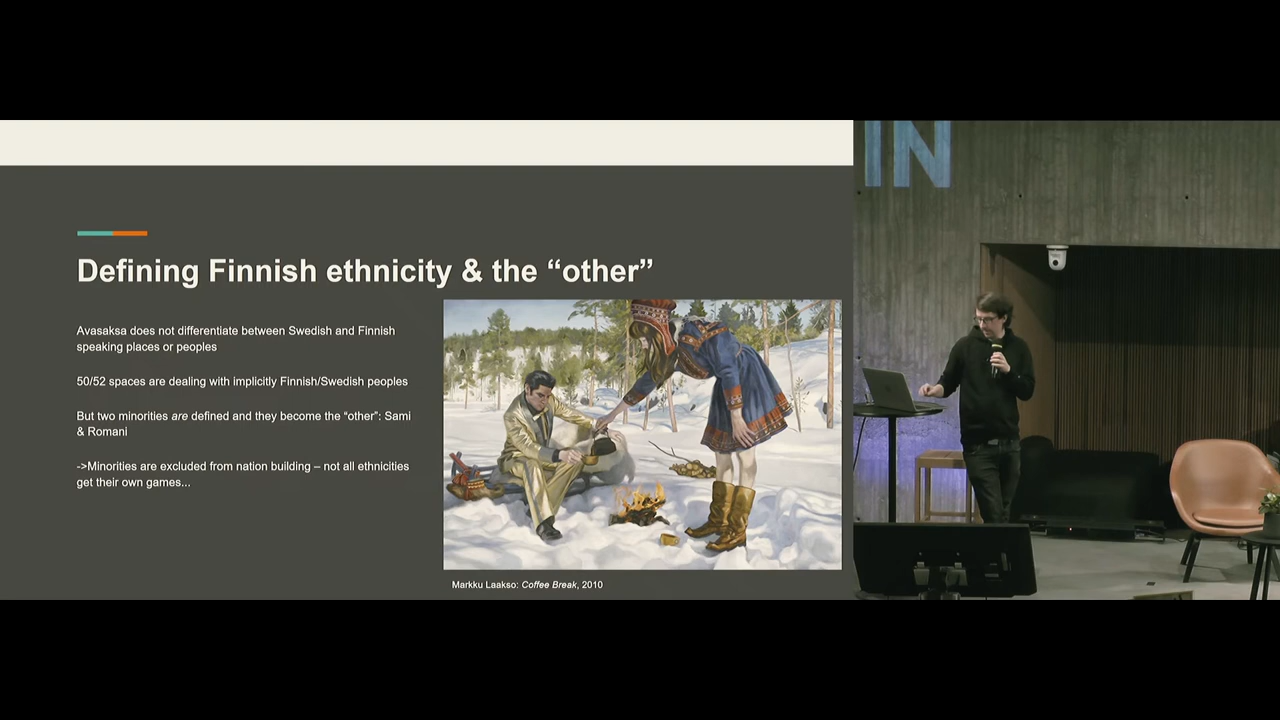 IN
Defining Finnish ethnicity & the “other”
Avasaksa does not differentiate between Swedish and Finnish
speaking places or peoples
50/52 spaces are dealing with implicitly Finnish/Swedish peoples
But two minorities are defined and they become the “other”: Sami
& Romani
->Minorities are excluded from nation building – not all ethnicities
get their own games...
Markku Laakso: Coffee Break, 2010